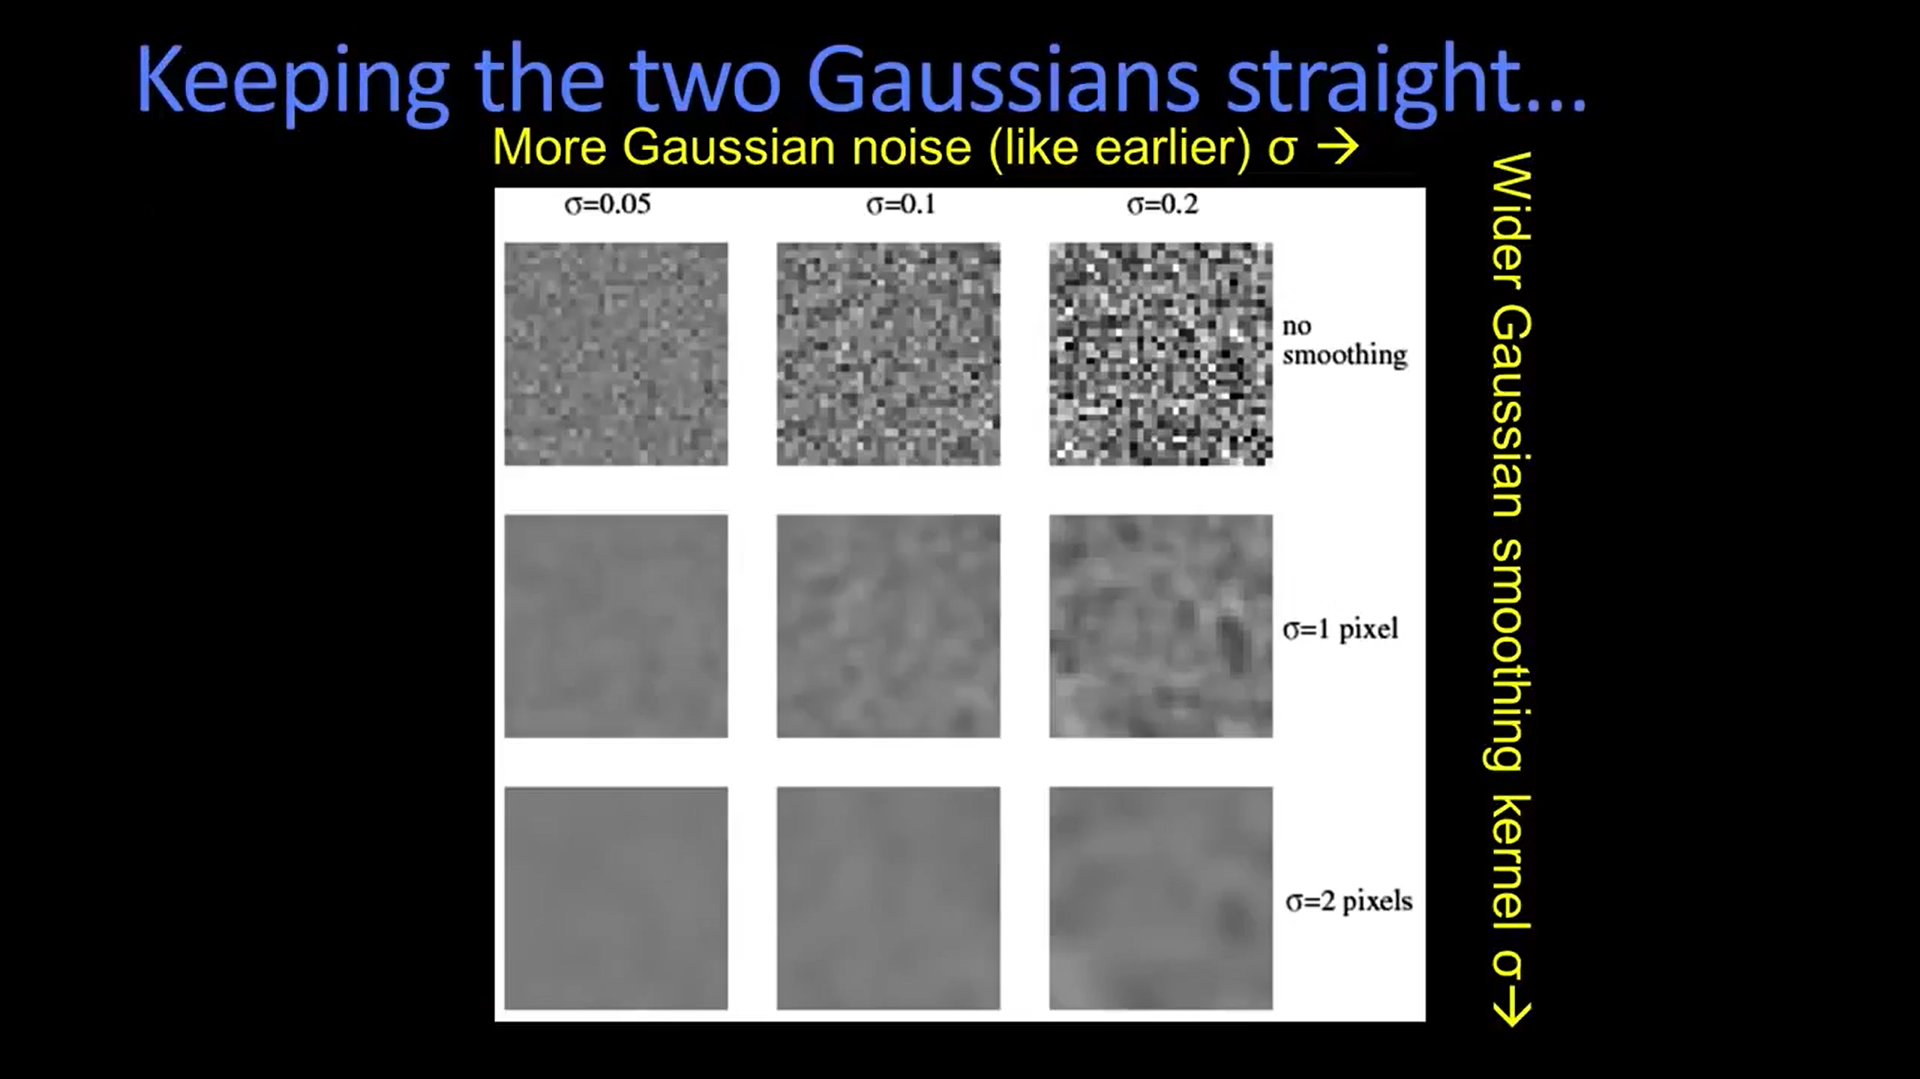 Keeping the two Gaussians straight...
More Gaussian noise (like earlier) σ →
σ=0.05 σ=0.1 σ=0.2
no
smoothing
σ=1 pixel
σ=2 pixels
Wider Gaussian smoothing kernel σ→